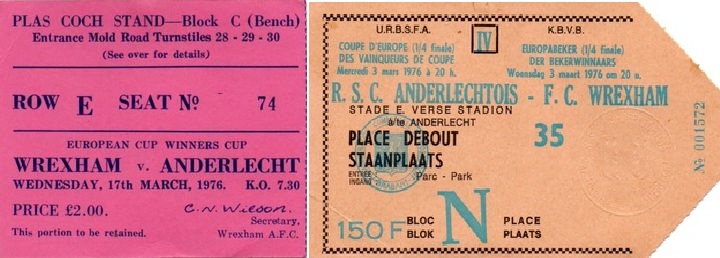 PLAS COCH STAND—Block C (Bench)
Entrance Mold Road Turnstiles 28 - 29 - 30
(See over for details)
ROW E SEAT No 74
EUROPEAN CUP WINNERS CUP
WREXHAM v. ANDERLECHT
WEDNESDAY, 17th MARCH, 1976. K.O. 7.30
PRICE £2.00.
C. N. Wilson.
Secretary,
This portion to be retained. Wrexham A.F.C.
U.R.B.S.F.A. IV K.B.V.B.
COUPE D'EUROPE (1/4 finale)
DES VAINQUEURS DE COUPE
Mercredi 3 mars 1976 à 20 h.
EUROPABEKER (1/4 finale)
DER BEKERWINNAARS
Woensdag 3 maart 1976 om 20 u.
R.S.C. ANDERLECHTOIS - F.C. WREXHAM
STADE E. VERSE STADION
à/te ANDERLECHT
PLACE DEBOUT
STAANPLAATS
35
ENTREE
INGANG
Parc - Park
150 F
BLOC
BLOK
N
PLACE
PLAATS
No 001572